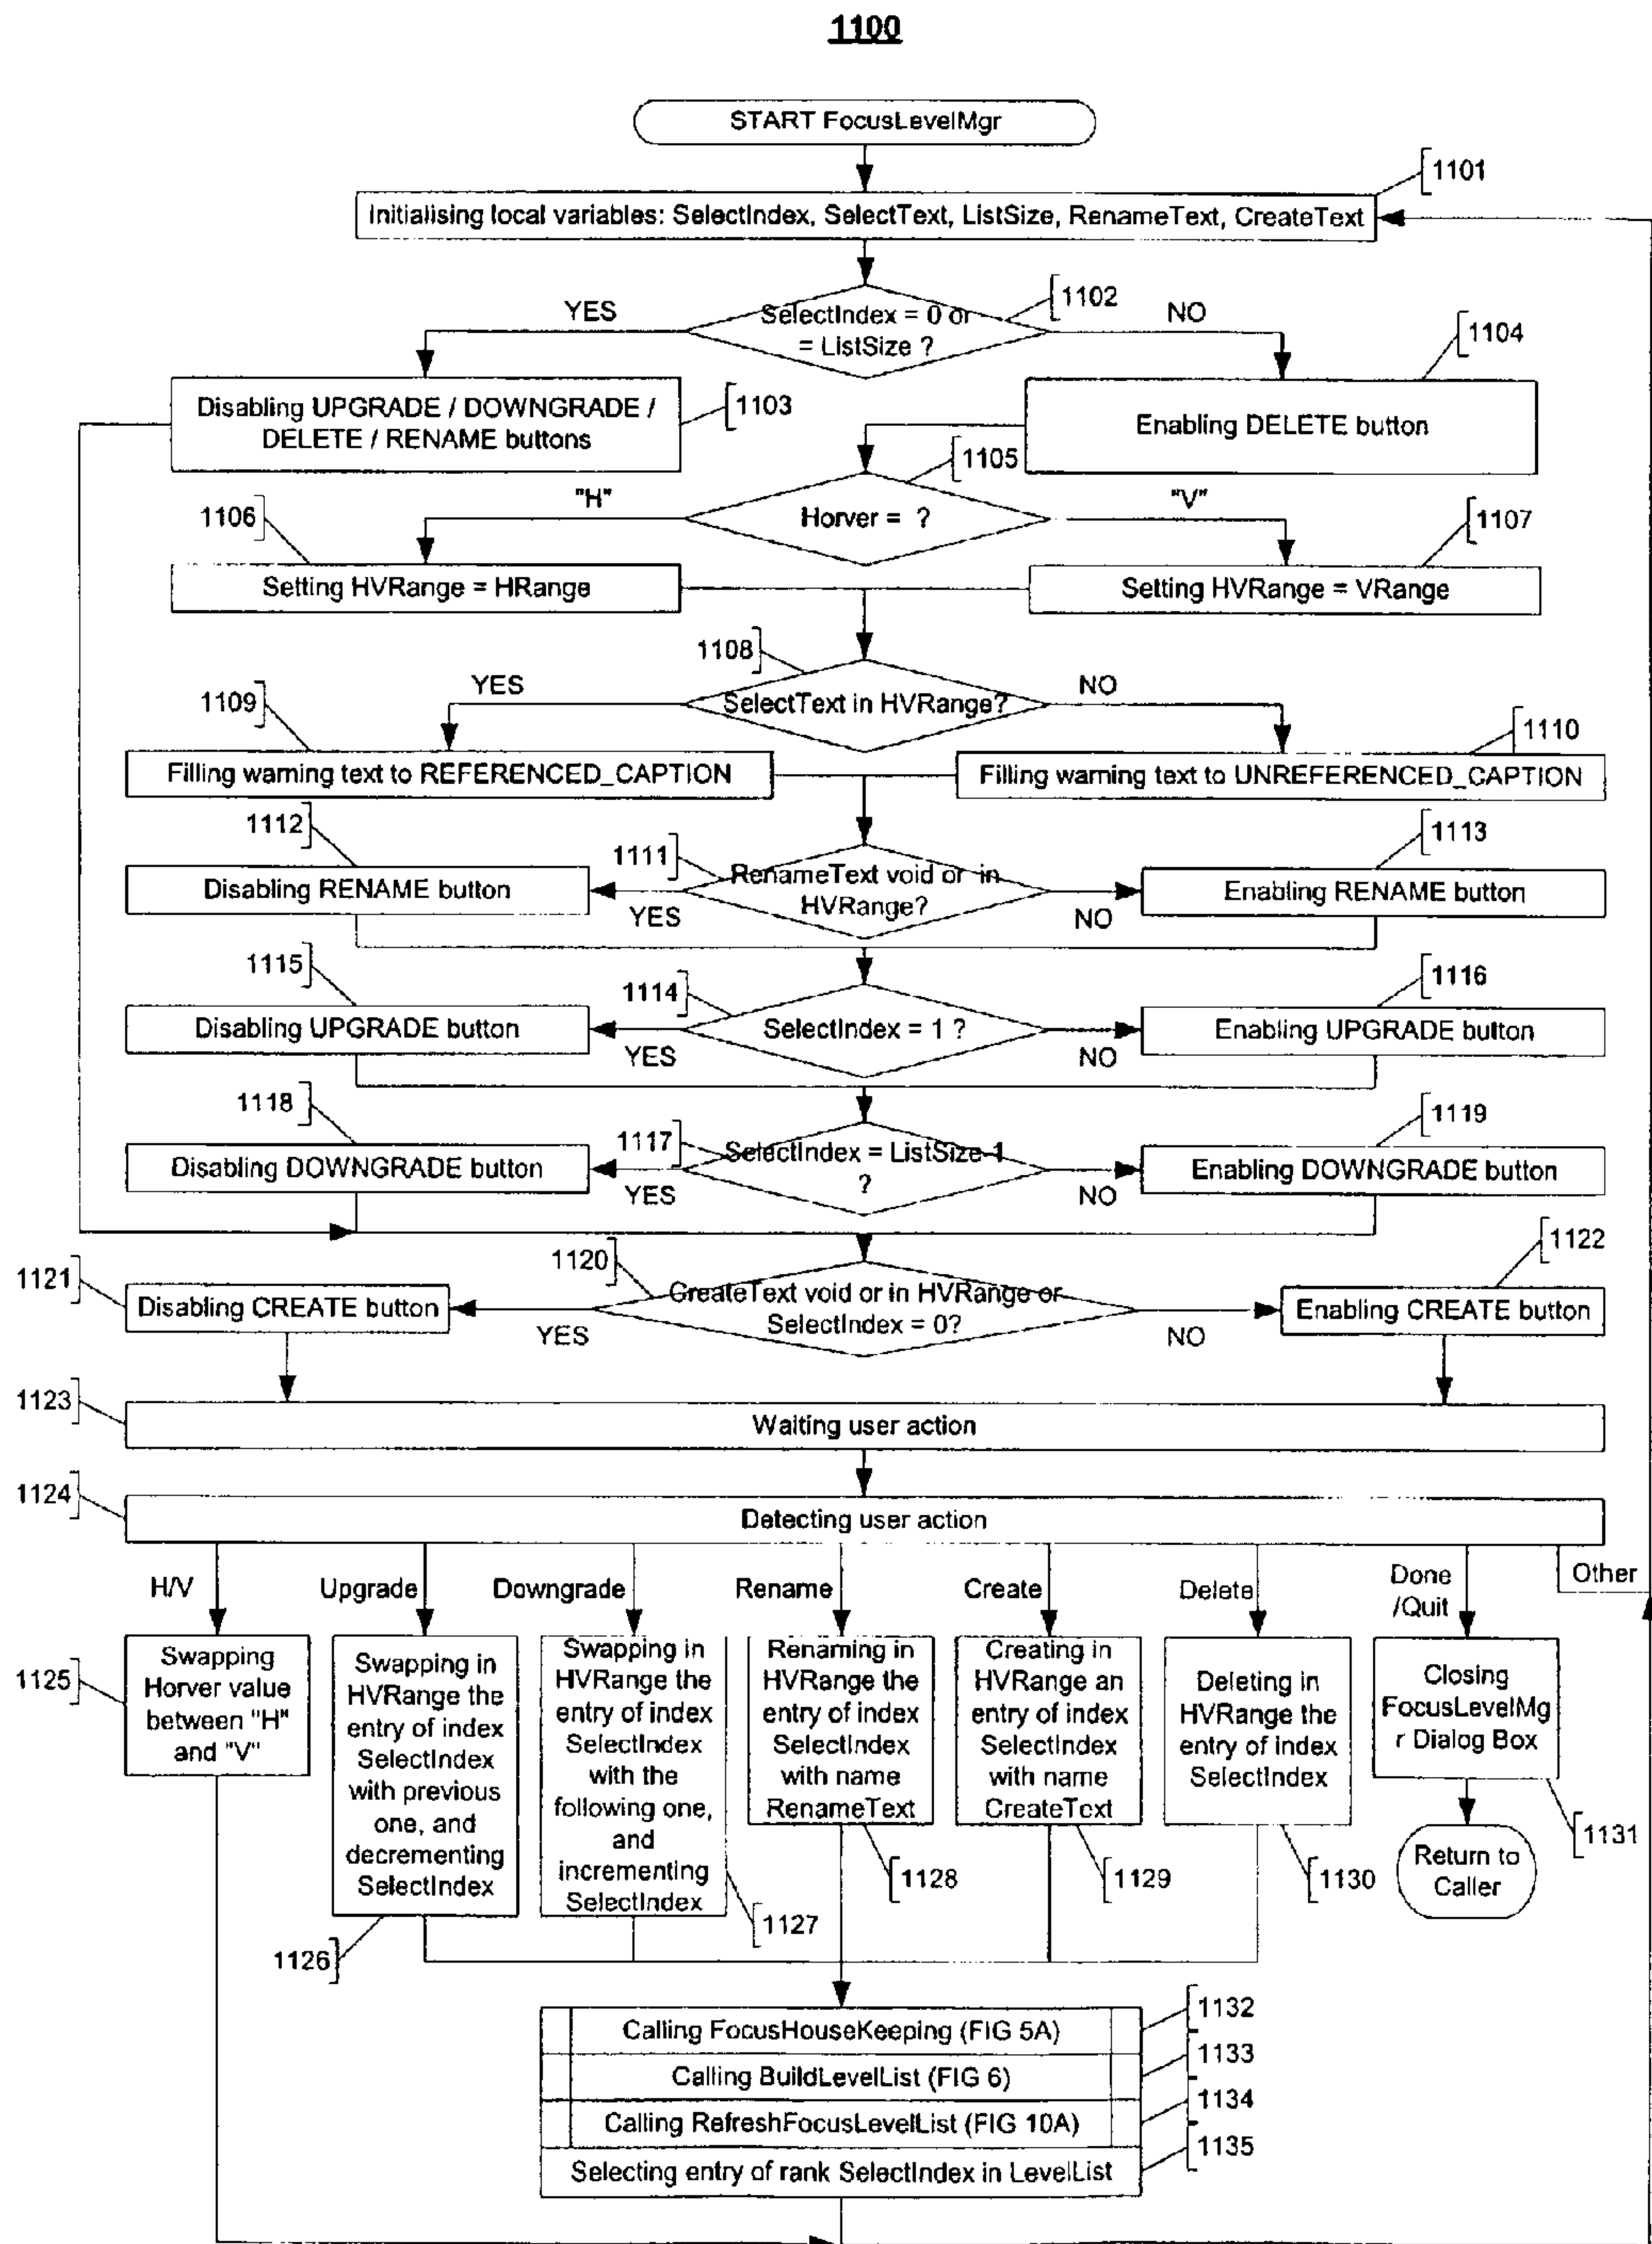 1100
START FocusLevelMgr
1101
Initialising local variables: SelectIndex, SelectText, ListSize, RenameText, CreateText
1102
YES
SelectIndex = 0 or
= ListSize ?
NO
1104
Disabling UPGRADE / DOWNGRADE /
DELETE / RENAME buttons
1103
Enabling DELETE button
1105
1106
"H"
Horver = ?
"V"
1107
Setting HVRange = HRange
Setting HVRange = VRange
1108
1109
YES
SelectText in HVRange?
NO
1110
Filling warning text to REFERENCED_CAPTION
Filling warning text to UNREFERENCED_CAPTION
1112
1111
1113
Disabling RENAME button
YES
RenameText void or in
HVRange?
NO
Enabling RENAME button
1115
1114
1116
Disabling UPGRADE button
YES
SelectIndex = 1 ?
NO
Enabling UPGRADE button
1118
1117
1119
Disabling DOWNGRADE button
YES
SelectIndex = ListSize-1
?
NO
Enabling DOWNGRADE button
1120
1122
1121
Disabling CREATE button
YES
CreateText void or in HVRange or
SelectIndex = 0?
NO
Enabling CREATE button
1123
Waiting user action
1124
Detecting user action
H/V
Upgrade
Downgrade
Rename
Create
Delete
Done
/Quit
Other
1125
Swapping
Horver value
between "H"
and "V"
Swapping in
HVRange the
entry of index
SelectIndex
with previous
one, and
decrementing
SelectIndex
1126
Swapping in
HVRange the
entry of index
SelectIndex
with the
following one,
and
incrementing
SelectIndex
1127
Renaming in
HVRange the
entry of index
SelectIndex
with name
RenameText
1128
Creating in
HVRange an
entry of index
SelectIndex
with name
CreateText
1129
Deleting in
HVRange the
entry of index
SelectIndex
1130
Closing
FocusLevelMg
r Dialog Box
1131
Return to
Caller
Calling FocusHouseKeeping (FIG 5A)
1132
Calling BuildLevelList (FIG 6)
1133
Calling RefreshFocusLevelList (FIG 10A)
1134
Selecting entry of rank SelectIndex in LevelList
1135